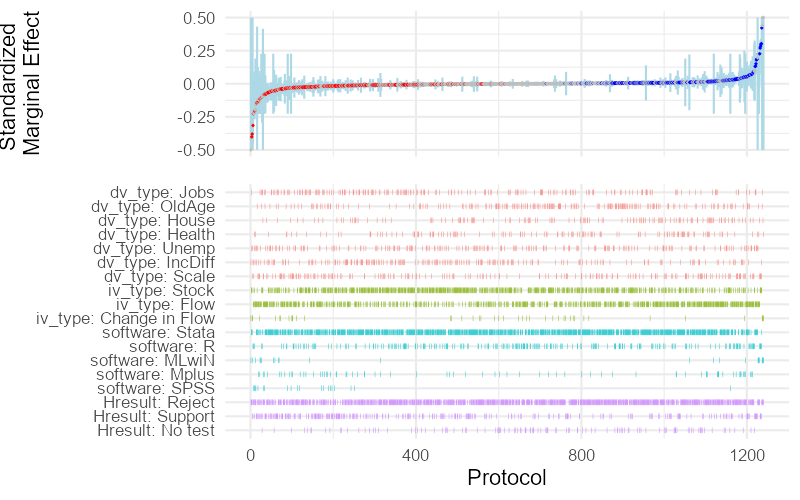 Standardized
Marginal Effect
0.50
0.25
0.00
-0.25
-0.50
dv_type: Jobs
dv_type: OldAge
dv_type: House
dv_type: Health
dv_type: Unemp
dv_type: IncDiff
dv_type: Scale
iv_type: Stock
iv_type: Flow
iv_type: Change in Flow
software: Stata
software: R
software: MLwiN
software: Mplus
software: SPSS
Hresult: Reject
Hresult: Support
Hresult: No test
0
400
800
1200
Protocol